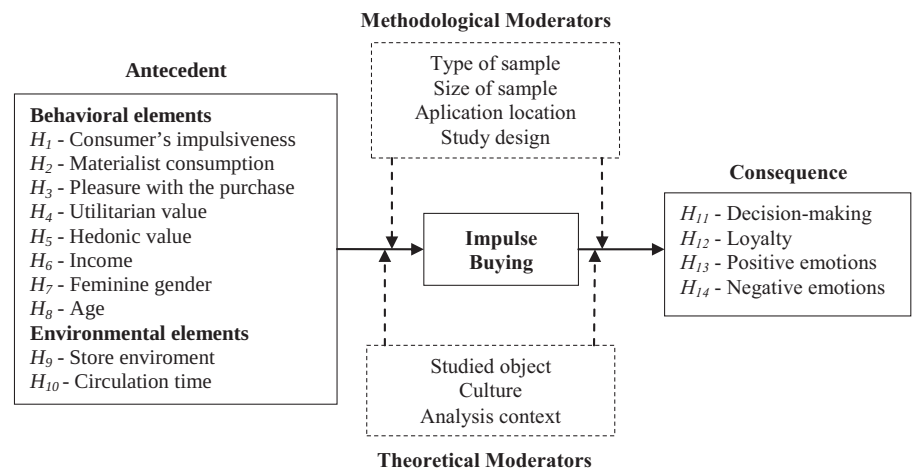 Methodological Moderators
Type of sample
Size of sample
Aplication location
Study design
Antecedent
Behavioral elements
H1 - Consumer's impulsiveness
H2 - Materialist consumption
H3 - Pleasure with the purchase
H4 - Utilitarian value
H5 - Hedonic value
H6 - Income
H7 - Feminine gender
H8 - Age
Environmental elements
H9 - Store enviroment
H10 - Circulation time
Impulse
Buying
Consequence
H11 - Decision-making
H12 - Loyalty
H13 - Positive emotions
H14 - Negative emotions
Studied object
Culture
Analysis context
Theoretical Moderators